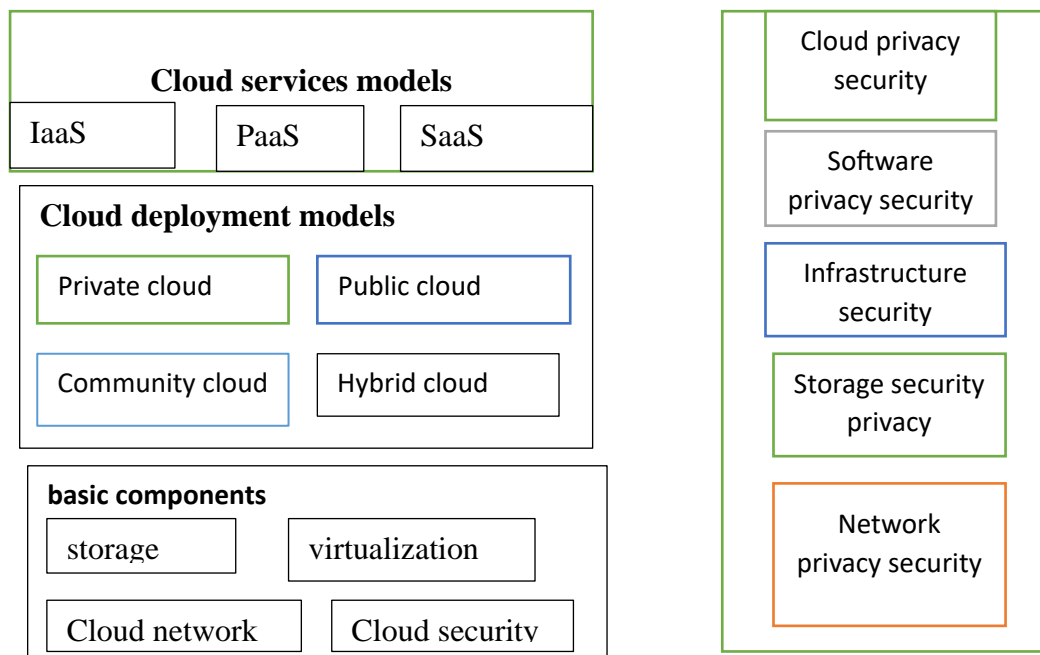 Cloud services models
IaaS
PaaS
SaaS
Cloud deployment models
Private cloud
Public cloud
Community cloud
Hybrid cloud
basic components
storage
virtualization
Cloud network
Cloud security
Cloud privacy
security
Software
privacy security
Infrastructure
security
Storage security
privacy
Network
privacy security